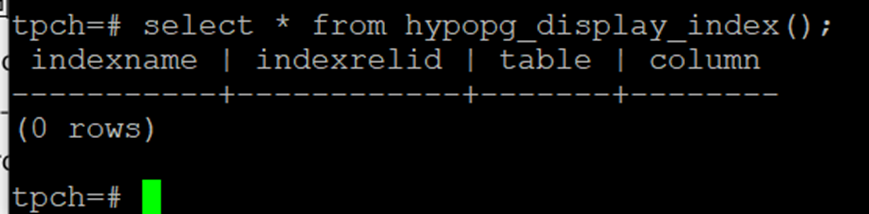 tpch=# select * from hypopg_display_index();
 indexname | indexrelid | table | column
-----------+------------+-------+--------
(0 rows)
tpch=#